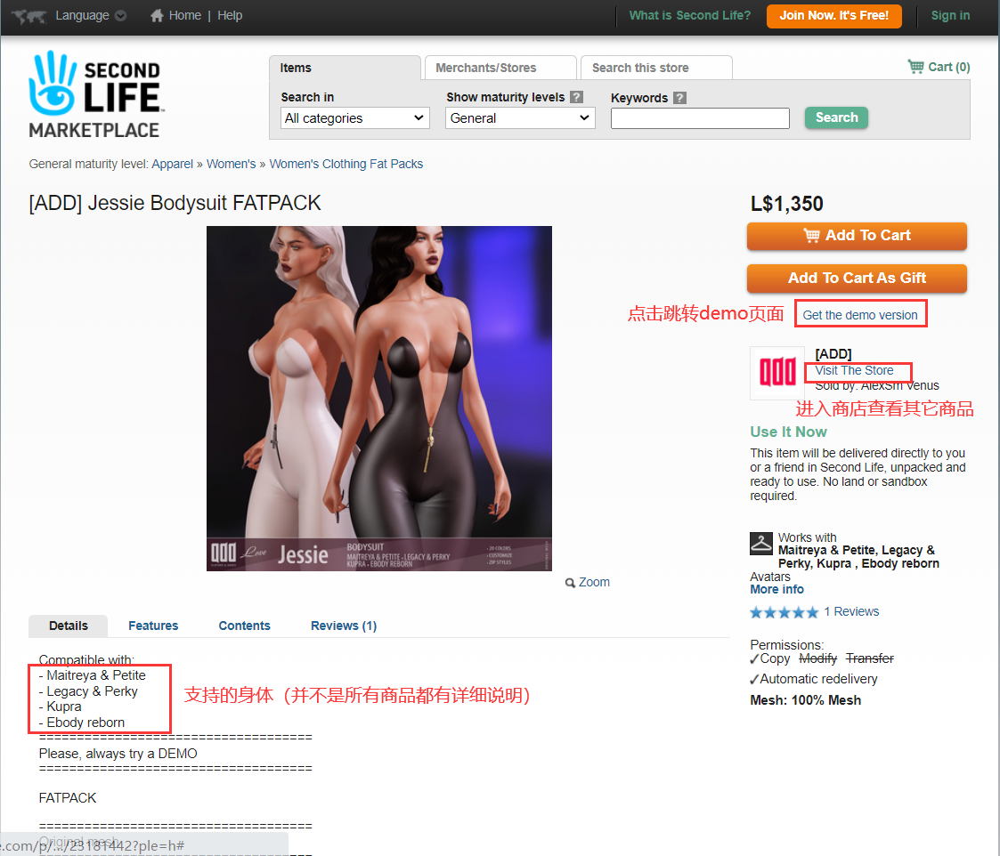 Language
Home | Help
What is Second Life?
Join Now. It's Free!
Sign in
SECOND
LIFE
MARKETPLACE
Items
Merchants/Stores
Search this store
Cart (0)
Search in
Show maturity levels ?
Keywords ?
All categories
General
Search
General maturity level: Apparel » Women's » Women's Clothing Fat Packs
[ADD] Jessie Bodysuit FATPACK
L$1,350
Add To Cart
Add To Cart As Gift
点击跳转demo页面
Get the demo version
[ADD]
Visit The Store
Sold by: AlexSm Venus
进入商店查看其它商品
Use It Now
This item will be delivered directly to you
or a friend in Second Life, unpacked and
ready to use. No land or sandbox
required.
Works with
Maitreya & Petite, Legacy &
Perky, Kupra , Ebody reborn
Avatars
More info
1 Reviews
Permissions:
✓Copy Modify Transfer
✓Automatic redelivery
Mesh: 100% Mesh
add
Love
Jessie
BODYSUIT
MAITREYA & PETITE - LEGACY & PERKY
KUPRA - EBODY REBORN
- 20 COLORS
- CUSTOMIZE
- ZIP STYLES
Zoom
Details
Features
Contents
Reviews (1)
Compatible with:
- Maitreya & Petite
- Legacy & Perky
- Kupra
- Ebody reborn
支持的身体（并不是所有商品都有详细说明）
===================================
Please, always try a DEMO
===================================
FATPACK
===================================
Original mesh
e.com/p/.../23181442?ple=h#
===================================